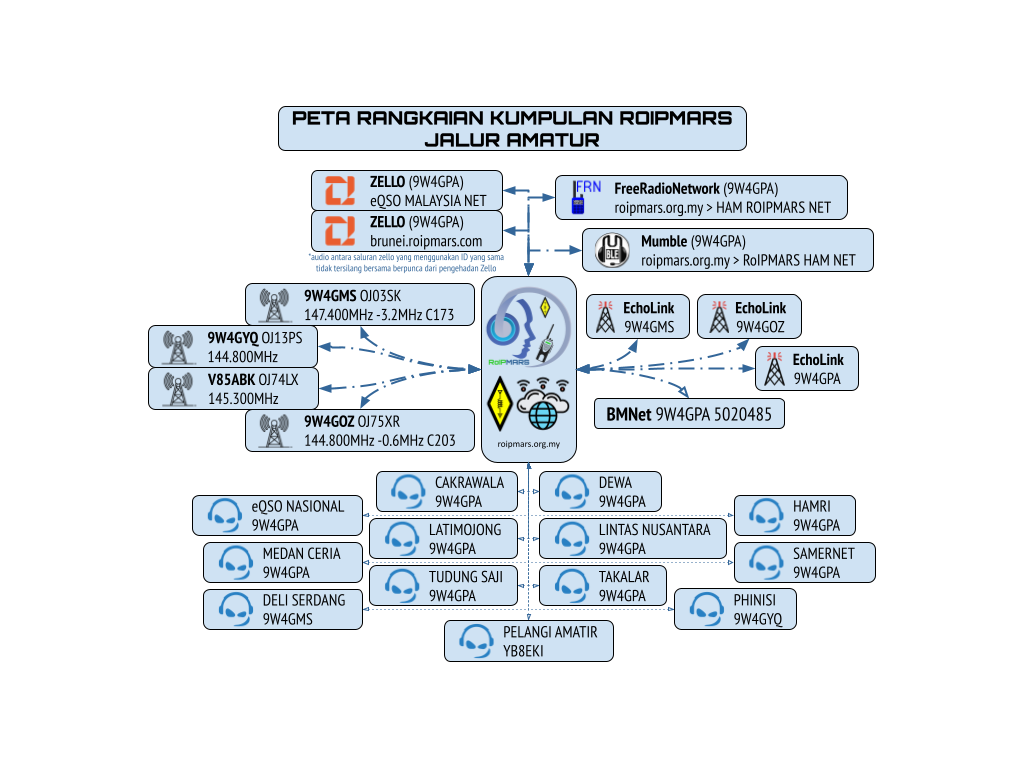 PETA RANGKAIAN KUMPULAN ROIPMARS
JALUR AMATUR
ZELLO (9W4GPA)
eQSO MALAYSIA NET
ZELLO (9W4GPA)
brunei.roipmars.com
*audio antara saluran zello yang menggunakan ID yang sama
tidak tersilang bersama berpunca dari pengehadan Zello
FRN
FreeRadioNetwork (9W4GPA)
roipmars.org.my > HAM ROIPMARS NET
BLE
Mumble (9W4GPA)
roipmars.org.my > RoIPMARS HAM NET
9W4GMS OJ03SK
147.400MHz -3.2MHz C173
9W4GYQ OJ13PS
144.800MHz
V85ABK OJ74LX
145.300MHz
9W4GOZ OJ75XR
144.800MHz -0.6MHz C203
RoIPMARS
roipmars.org.my
EchoLink
9W4GMS
EchoLink
9W4GOZ
EchoLink
9W4GPA
BMNet 9W4GPA 5020485
CAKRAWALA
9W4GPA
DEWA
9W4GPA
eQSO NASIONAL
9W4GPA
HAMRI
9W4GPA
LATIMOJONG
9W4GPA
LINTAS NUSANTARA
9W4GPA
MEDAN CERIA
9W4GPA
SAMERNET
9W4GPA
TUDUNG SAJI
9W4GPA
TAKALAR
9W4GPA
DELI SERDANG
9W4GMS
PHINISI
9W4GYQ
PELANGI AMATIR
YB8EKI